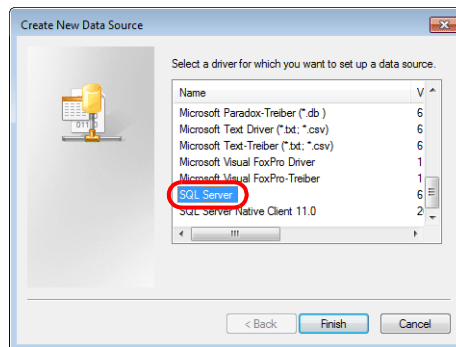 Create New Data Source
Select a driver for which you want to set up a data source.
Name V
Microsoft Paradox-Treiber (*.db ) 6
Microsoft Text Driver (*.txt; *.csv) 6
Microsoft Text-Treiber (*.txt; *.csv) 6
Microsoft Visual FoxPro Driver 1
Microsoft Visual FoxPro-Treiber 1
SQL Server 6
SQL Server Native Client 11.0 2
< Back Finish Cancel